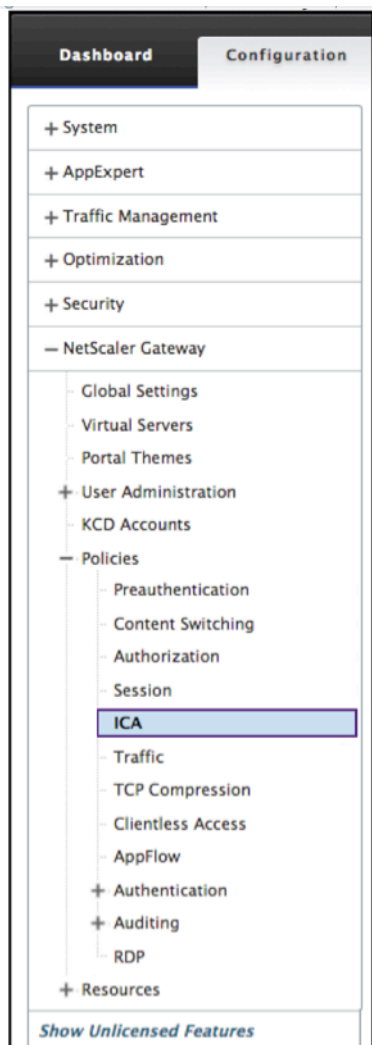 Dashboard Configuration
+ System
+ AppExpert
+ Traffic Management
+ Optimization
+ Security
− NetScaler Gateway
Global Settings
Virtual Servers
Portal Themes
+ User Administration
KCD Accounts
− Policies
Preauthentication
Content Switching
Authorization
Session
ICA
Traffic
TCP Compression
Clientless Access
AppFlow
+ Authentication
+ Auditing
RDP
+ Resources
Show Unlicensed Features